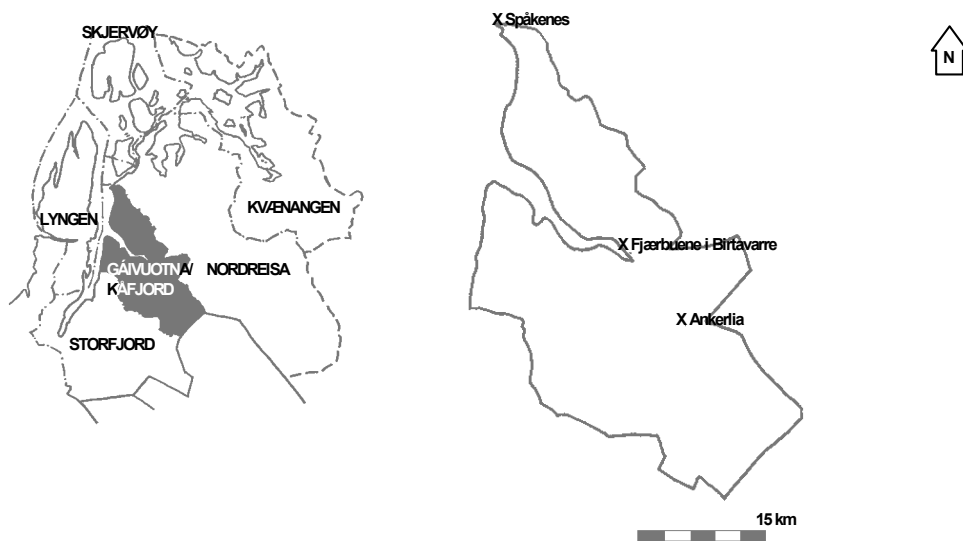 SKJERVØY
X Spåkenes
N
LYNGEN
KVÆNANGEN
GÁIVUOTNA/
KÅFJORD
NORDREISA
X Fjærbuene i Birtavarre
X Ankerlia
STORFJORD
15 km